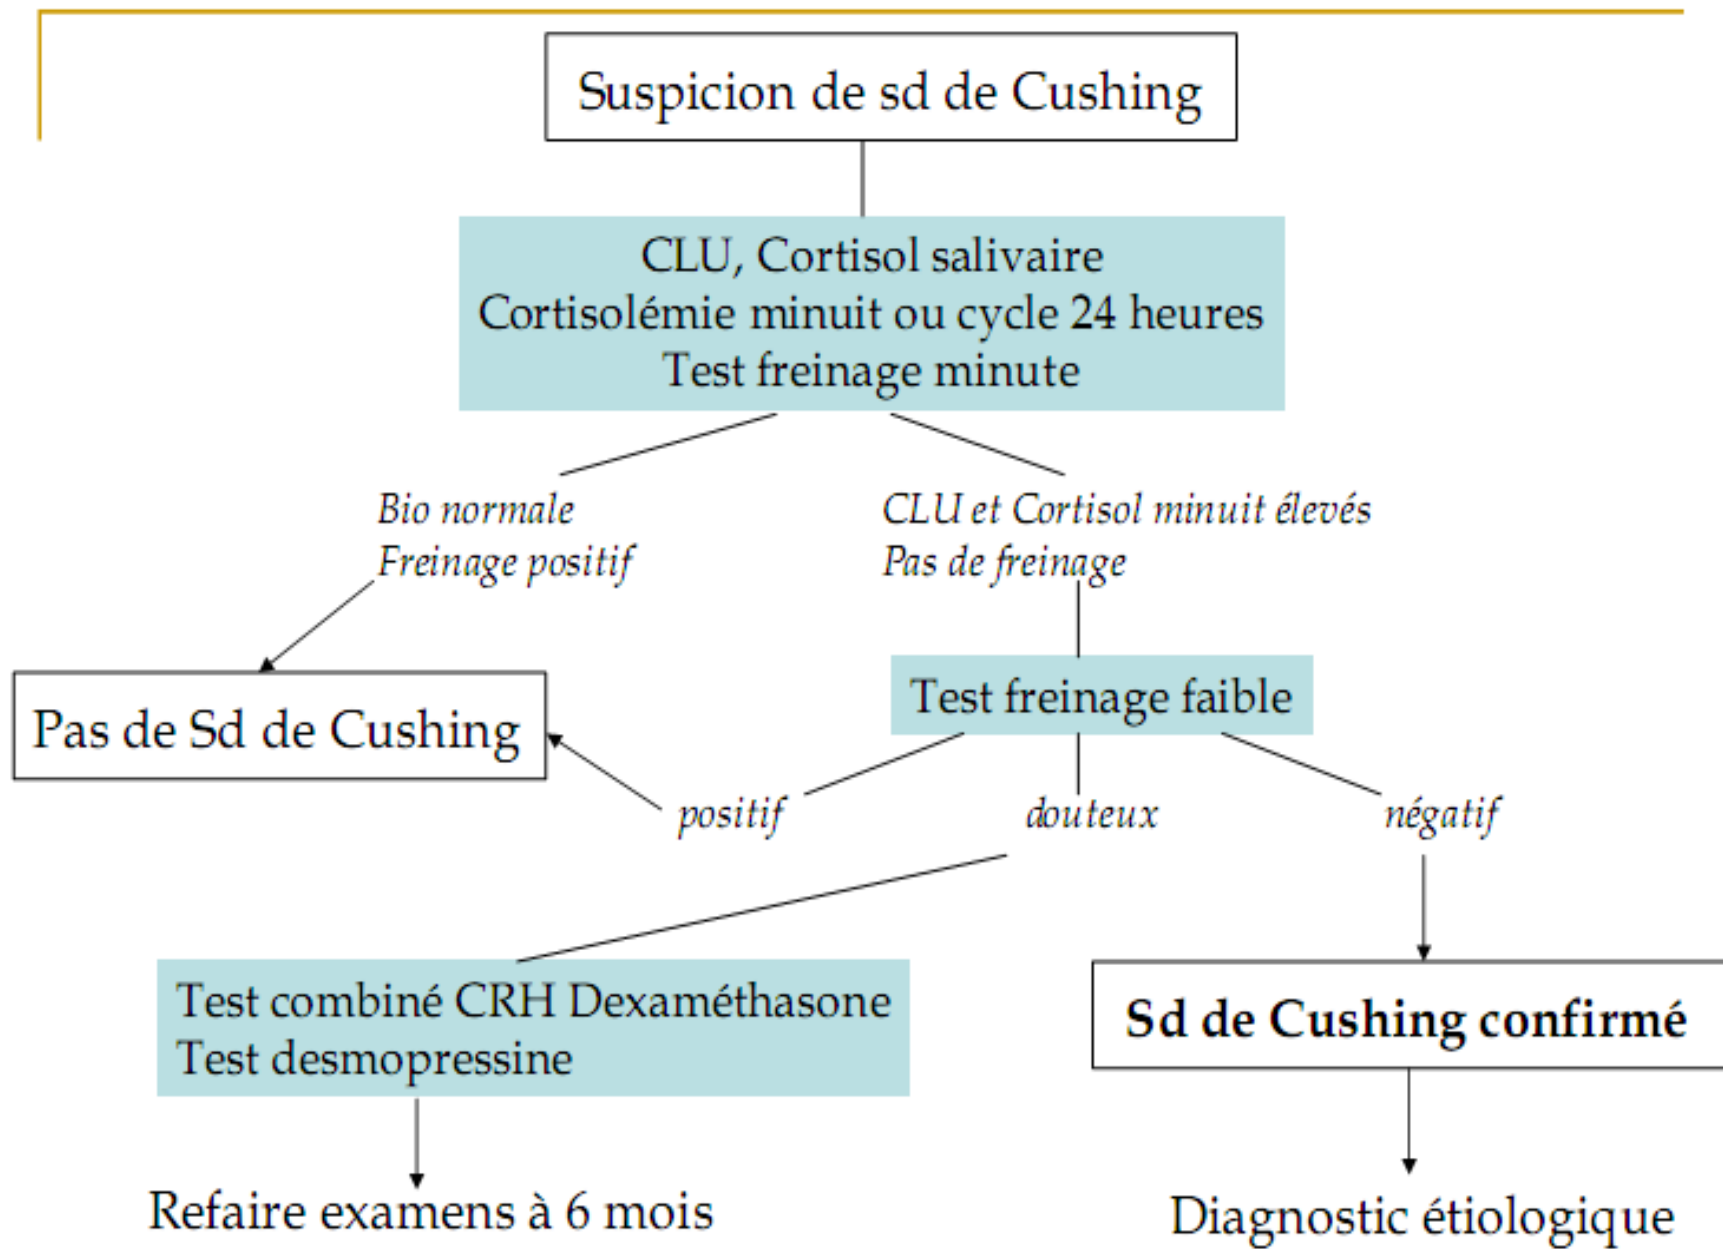 Suspicion de sd de Cushing
CLU, Cortisol salivaire
Cortisolémie minuit ou cycle 24 heures
Test freinage minute
Bio normale
Freinage positif
CLU et Cortisol minuit élevés
Pas de freinage
Pas de Sd de Cushing
Test freinage faible
positif
douteux
négatif
Test combiné CRH Dexaméthasone
Test desmopressine
Sd de Cushing confirmé
Refaire examens à 6 mois
Diagnostic étiologique